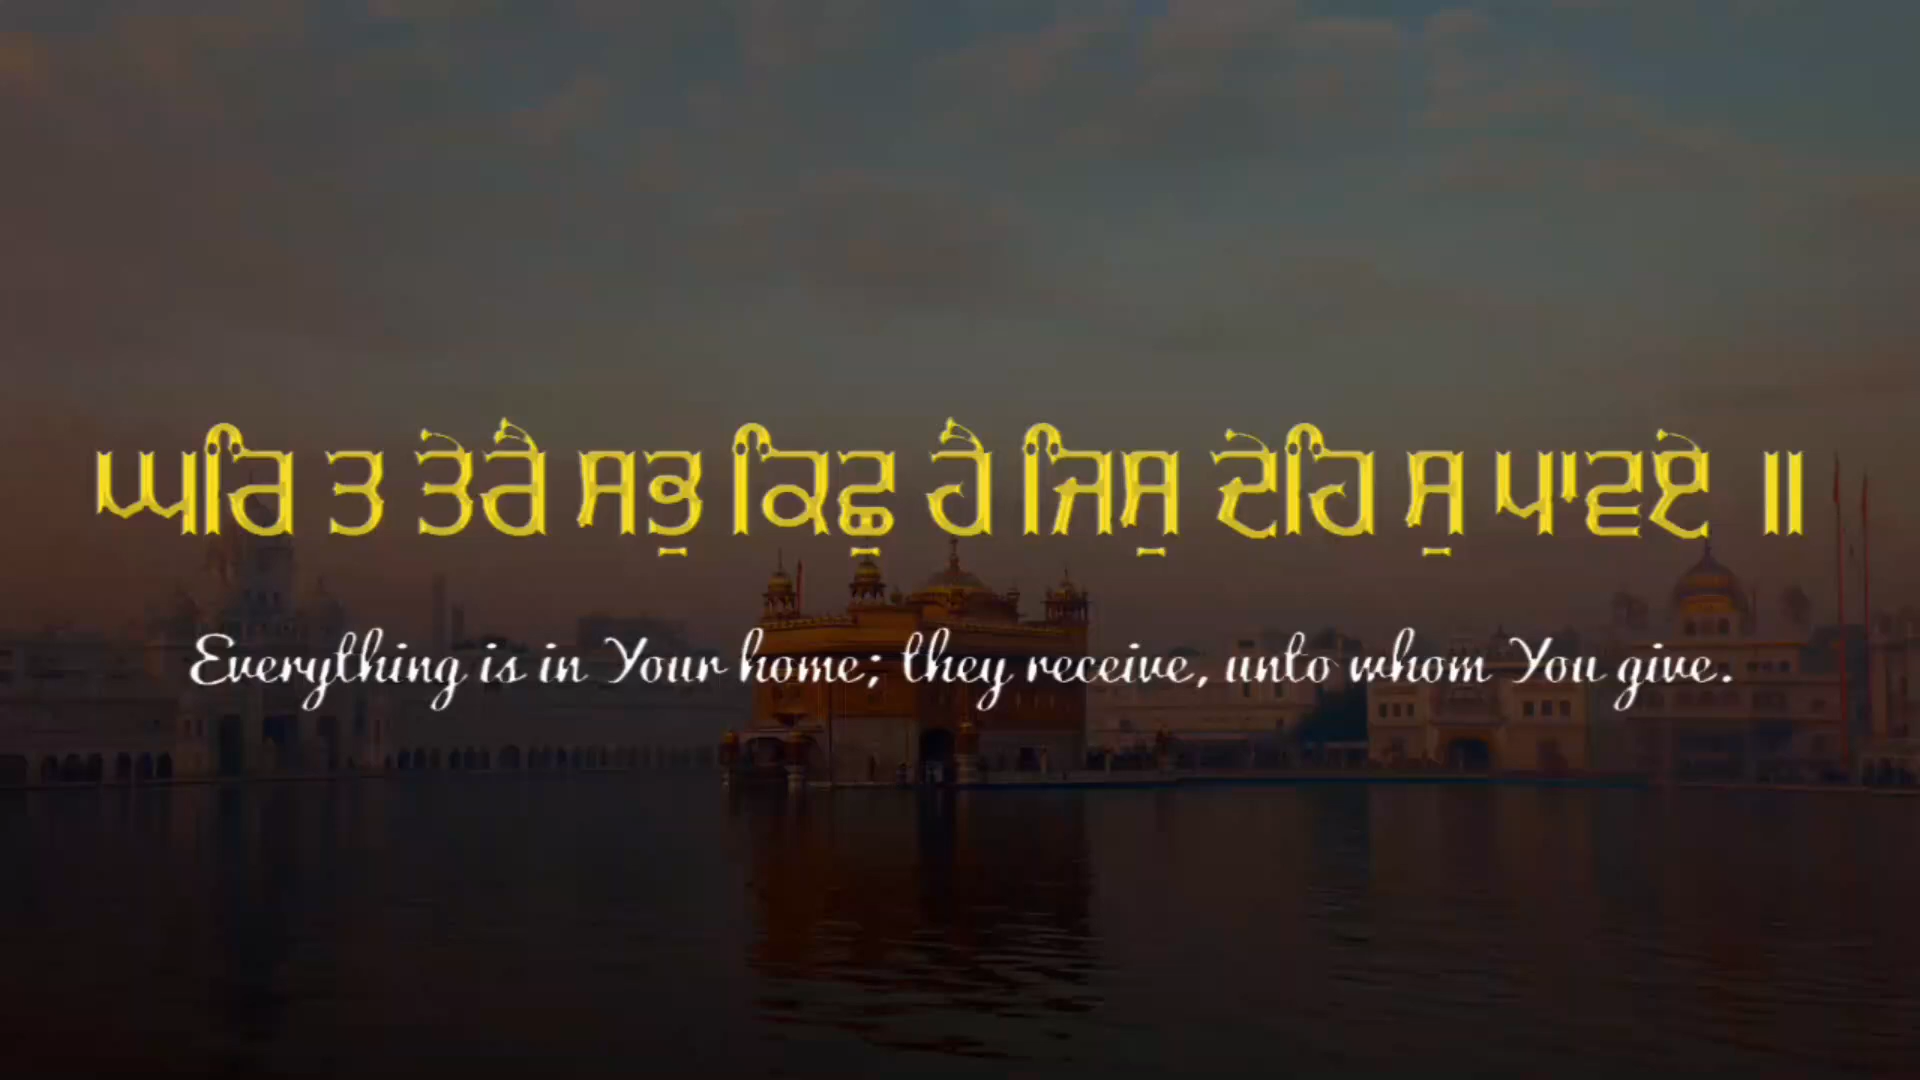 ਘਰਿ ਤ ਤੇਰੈ ਸਭੁ ਕਿਛੁ ਹੈ ਜਿਸੁ ਦੇਹਿ ਸੁ ਪਾਵਏ ॥
Everything is in Your home; they receive, unto whom You give.